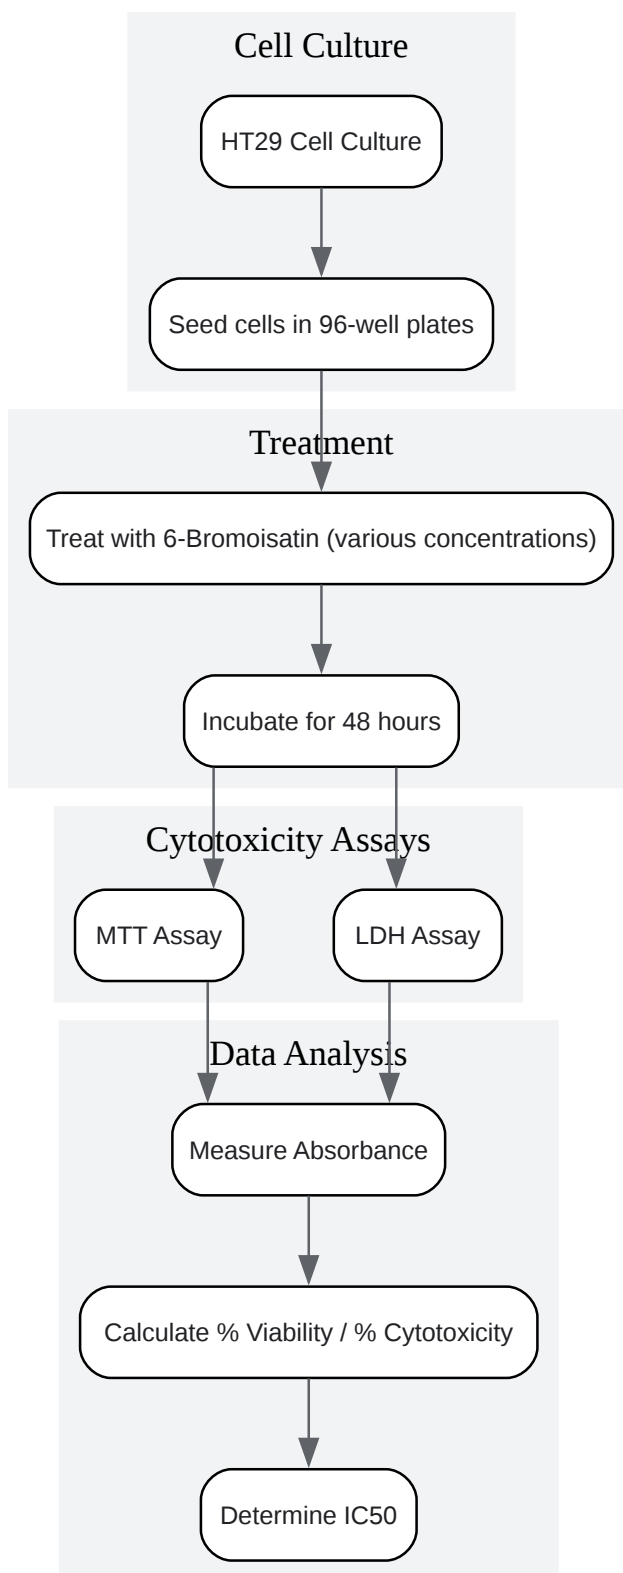 Cell Culture
HT29 Cell Culture
Seed cells in 96-well plates
Treatment
Treat with 6-Bromoisatin (various concentrations)
Incubate for 48 hours
Cytotoxicity Assays
MTT Assay
LDH Assay
Data Analysis
Measure Absorbance
Calculate % Viability / % Cytotoxicity
Determine IC50